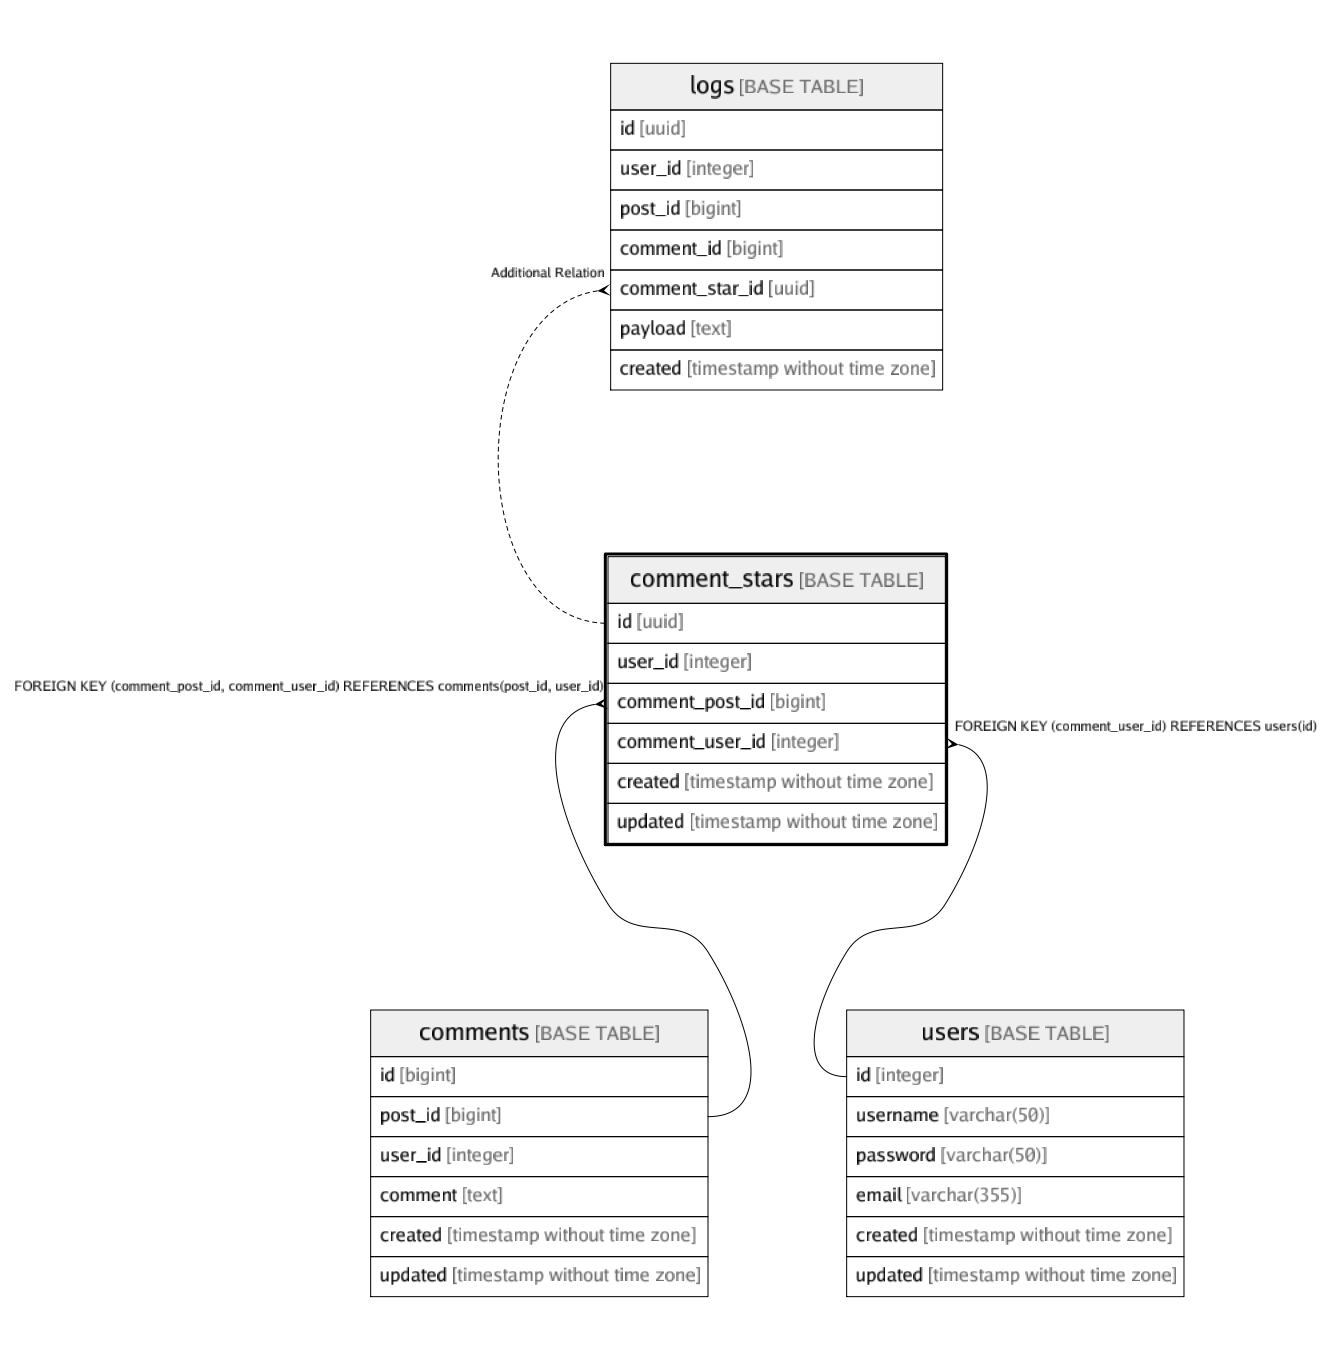 logs [BASE TABLE]
id [uuid]
user_id [integer]
post_id [bigint]
comment_id [bigint]
Additional Relation
comment_star_id [uuid]
payload [text]
created [timestamp without time zone]
comment_stars [BASE TABLE]
id [uuid]
user_id [integer]
FOREIGN KEY (comment_post_id, comment_user_id) REFERENCES comments(post_id, user_id)
comment_post_id [bigint]
FOREIGN KEY (comment_user_id) REFERENCES users(id)
comment_user_id [integer]
created [timestamp without time zone]
updated [timestamp without time zone]
comments [BASE TABLE]
id [bigint]
post_id [bigint]
user_id [integer]
comment [text]
created [timestamp without time zone]
updated [timestamp without time zone]
users [BASE TABLE]
id [integer]
username [varchar(50)]
password [varchar(50)]
email [varchar(355)]
created [timestamp without time zone]
updated [timestamp without time zone]